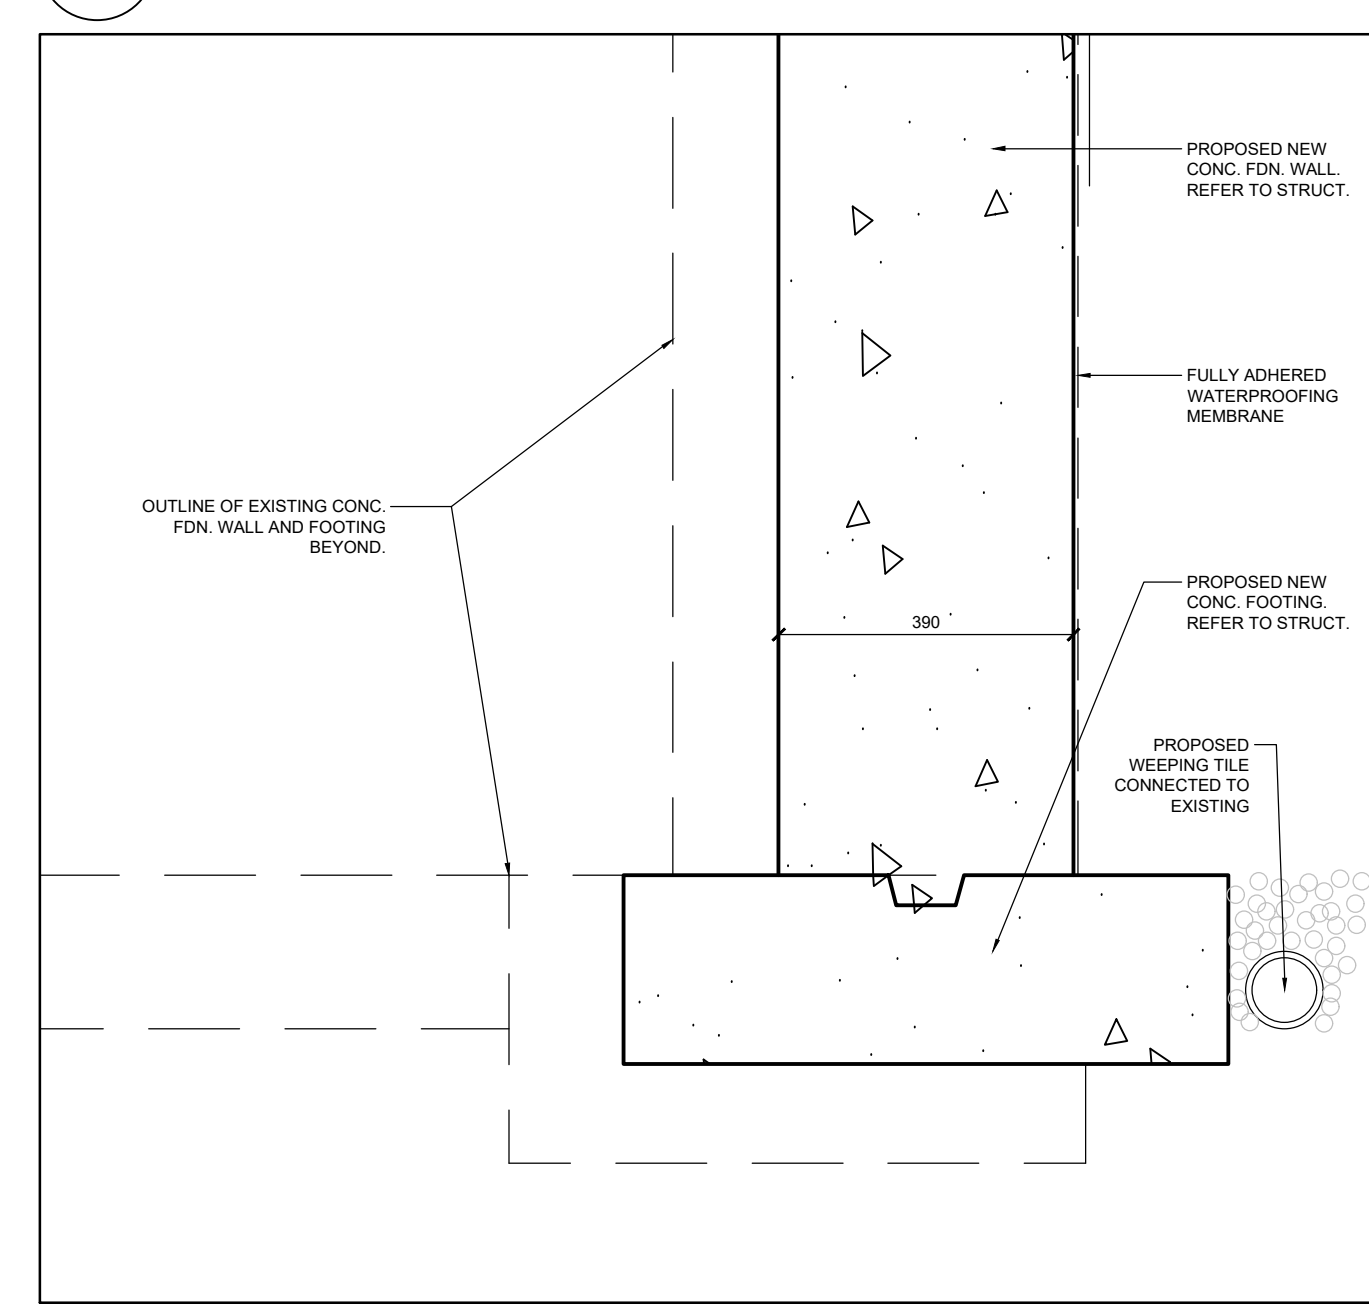 PROPOSED NEW
CONC. FDN. WALL.
REFER TO STRUCT.
FULLY ADHERED
WATERPROOFING
MEMBRANE
OUTLINE OF EXISTING CONC.
FDN. WALL AND FOOTING
BEYOND.
PROPOSED NEW
CONC. FOOTING.
REFER TO STRUCT.
390
PROPOSED
WEEPING TILE
CONNECTED TO
EXISTING